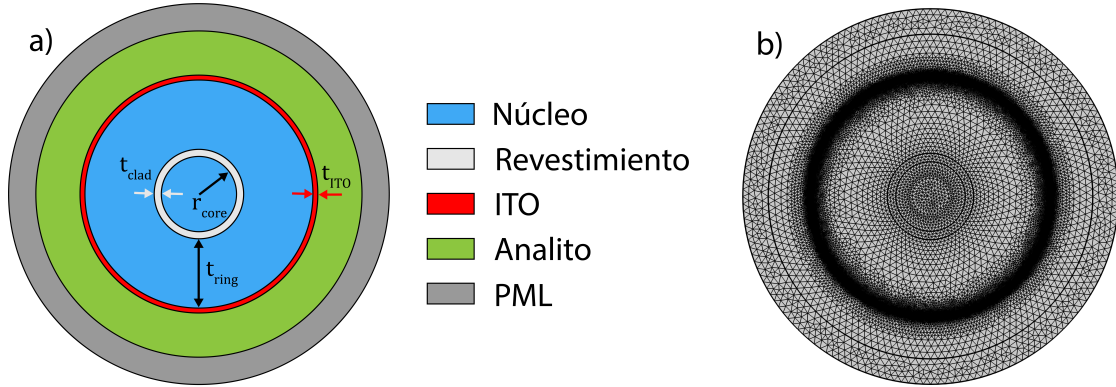 a)
t_clad
r_core
t_ITO
t_ring
Núcleo
Revestimiento
ITO
Analito
PML
b)